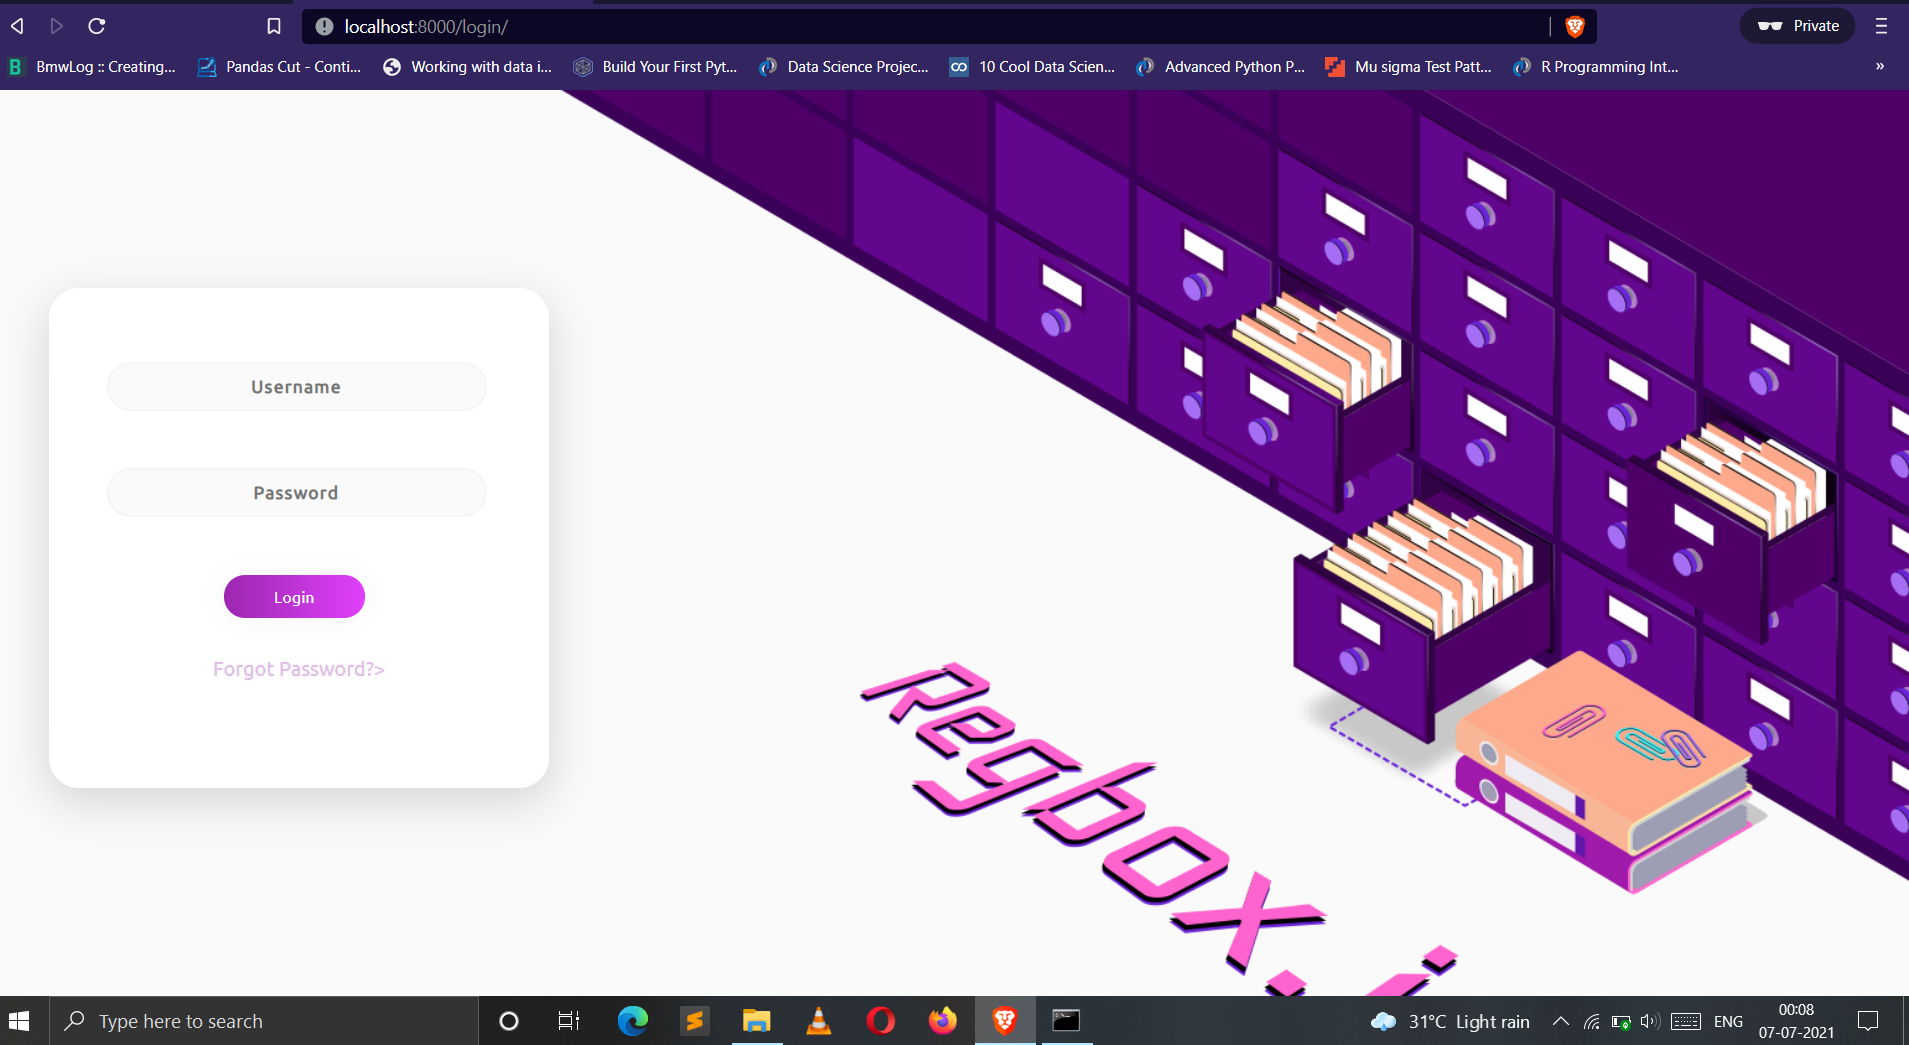 localhost:8000/login/
Private
BmwLog :: Creating...
Pandas Cut - Conti...
Working with data i...
Build Your First Pyt...
Data Science Projec...
10 Cool Data Scien...
Advanced Python P...
Mu sigma Test Patt...
R Programming Int...
»
Username
Password
Login
Forgot Password?>
Regbox.i
Type here to search
31°C Light rain
ENG
00:08
07-07-2021